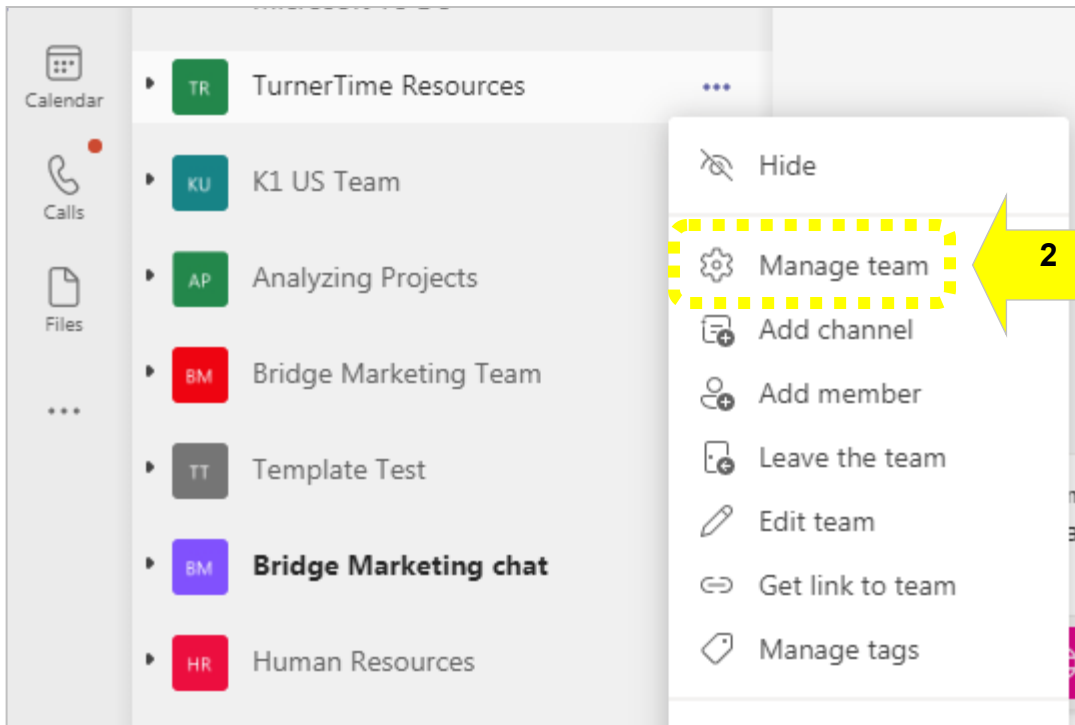 Calendar
Calls
Files
TR TurnerTime Resources
KU K1 US Team
AP Analyzing Projects
BM Bridge Marketing Team
TT Template Test
BM Bridge Marketing chat
HR Human Resources
Hide
Manage team
2
Add channel
Add member
Leave the team
Edit team
Get link to team
Manage tags